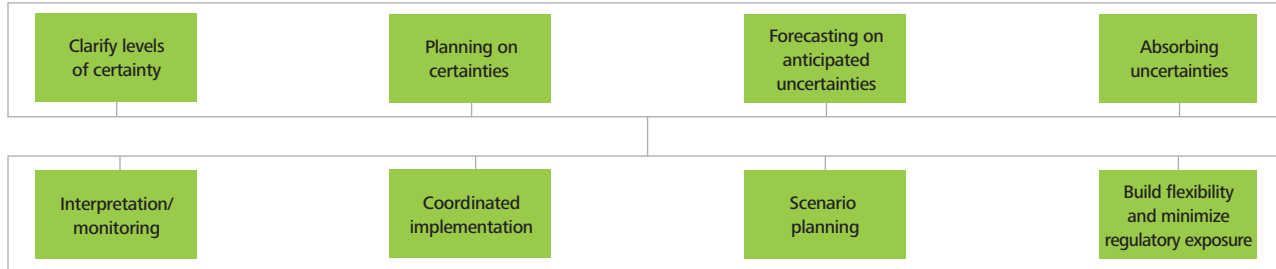 Clarify levels
of certainty
Planning on
certainties
Forecasting on
anticipated
uncertainties
Absorbing
uncertainties
Interpretation/
monitoring
Coordinated
implementation
Scenario
planning
Build flexibility
and minimize
regulatory exposure